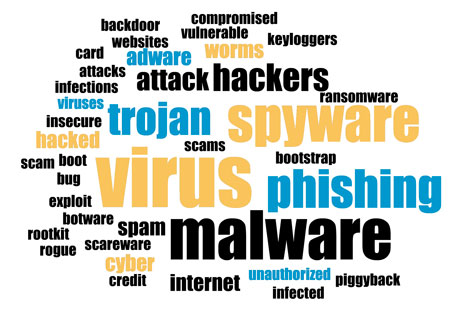 compromised
backdoor
vulnerable
websites
keyloggers
card
adware
worms
attacks
attack
hackers
infections
ransomware
viruses
trojan
spyware
insecure
hacked
scams
scam
boot
bootstrap
virus
bug
phishing
exploit
botware
spam
malware
rootkit
scareware
rogue
cyber
internet
unauthorized
credit
piggyback
infected